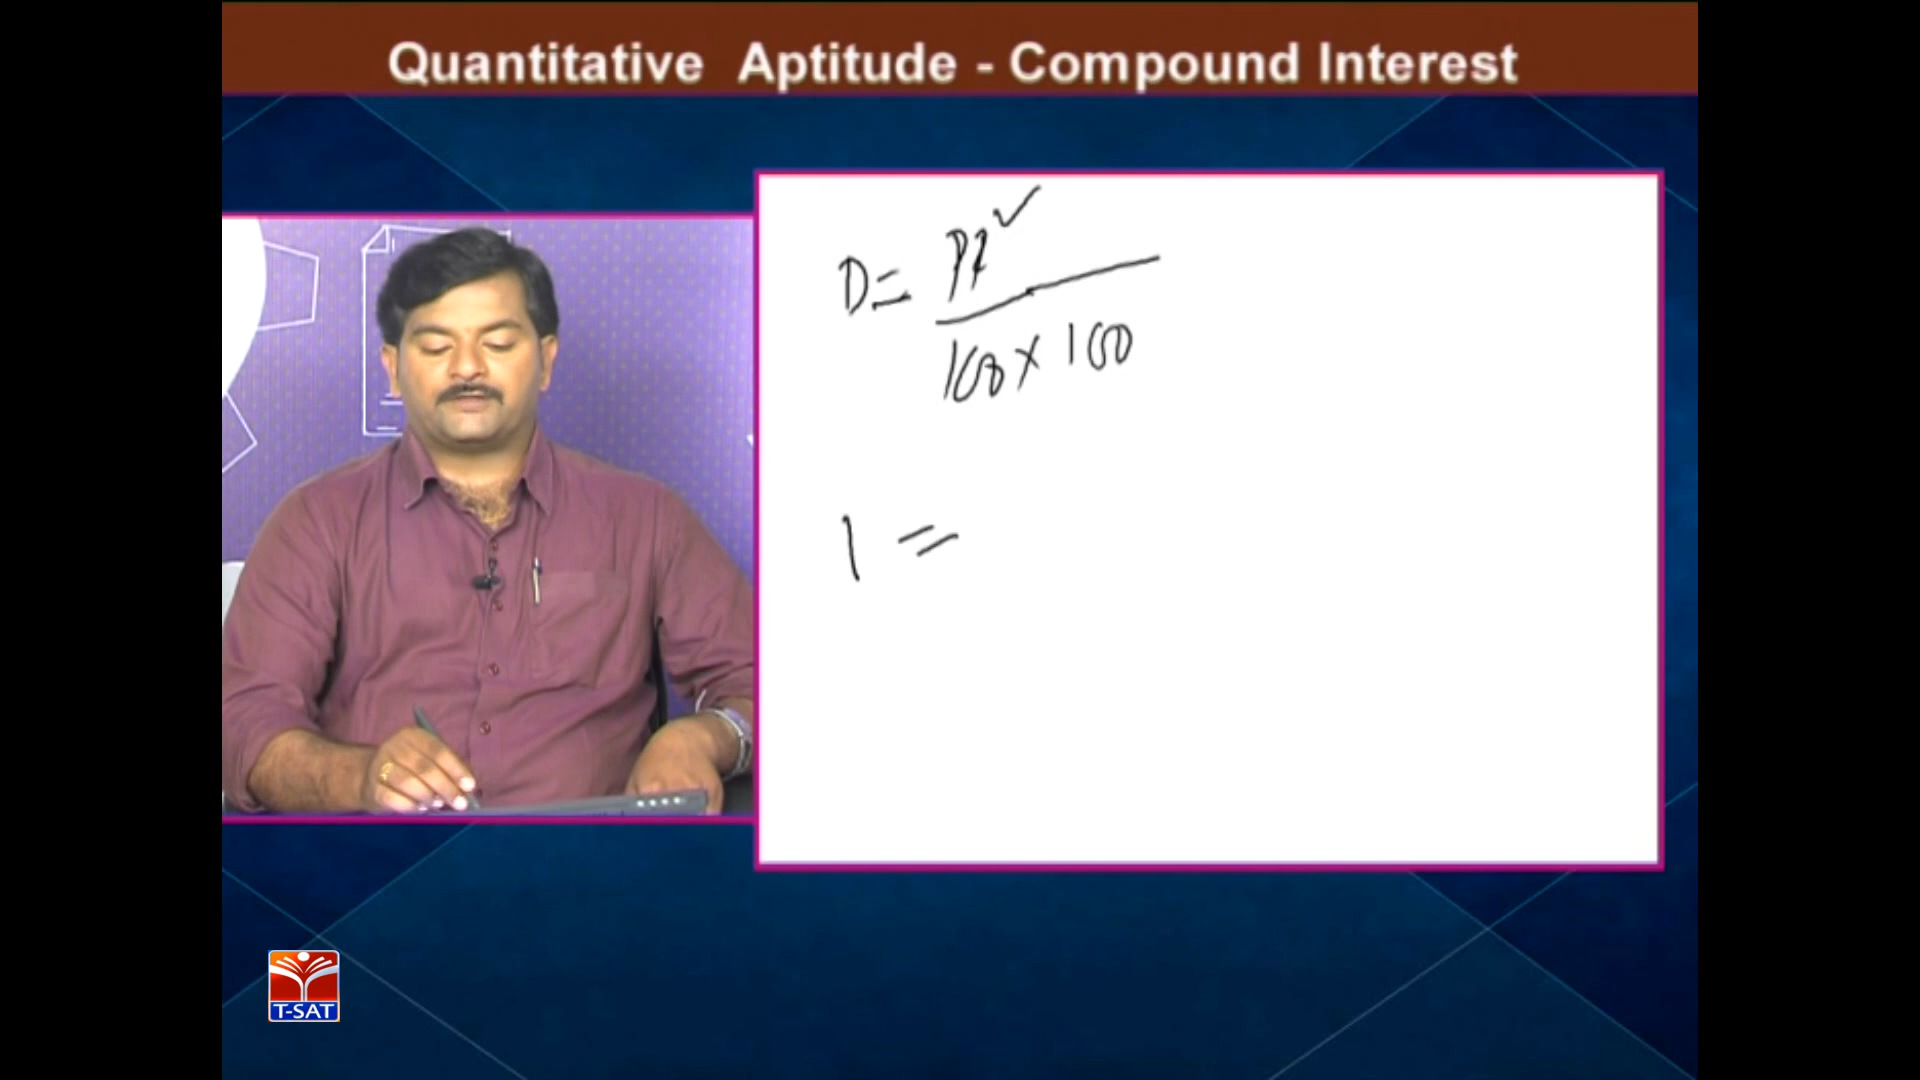 Quantitative Aptitude - Compound Interest
D = PR²
100 × 100
1 =
T-SAT